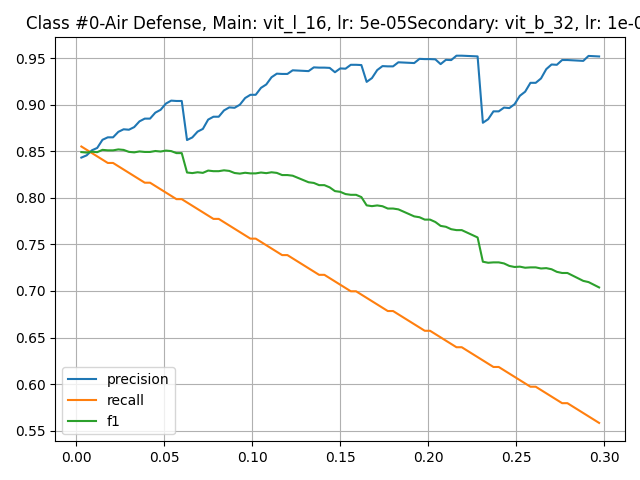 Class #0-Air Defense, Main: vit_l_16, lr: 5e-05Secondary: vit_b_32, lr: 1e-0
0.95
0.90
0.85
0.80
0.75
0.70
0.65
0.60
0.55
precision
recall
f1
0.00 0.05 0.10 0.15 0.20 0.25 0.30